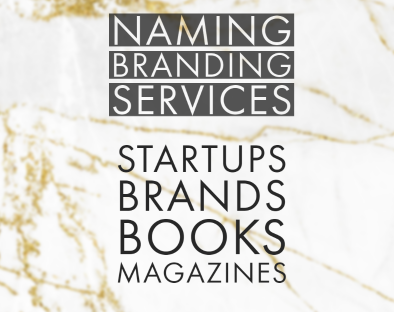 NAMING
BRANDING
SERVICES
STARTUPS
BRANDS
BOOKS
MAGAZINES